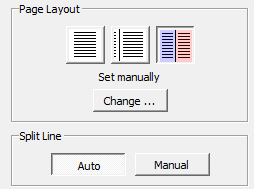 Page Layout
Set manually
Change ...
Split Line
Auto
Manual